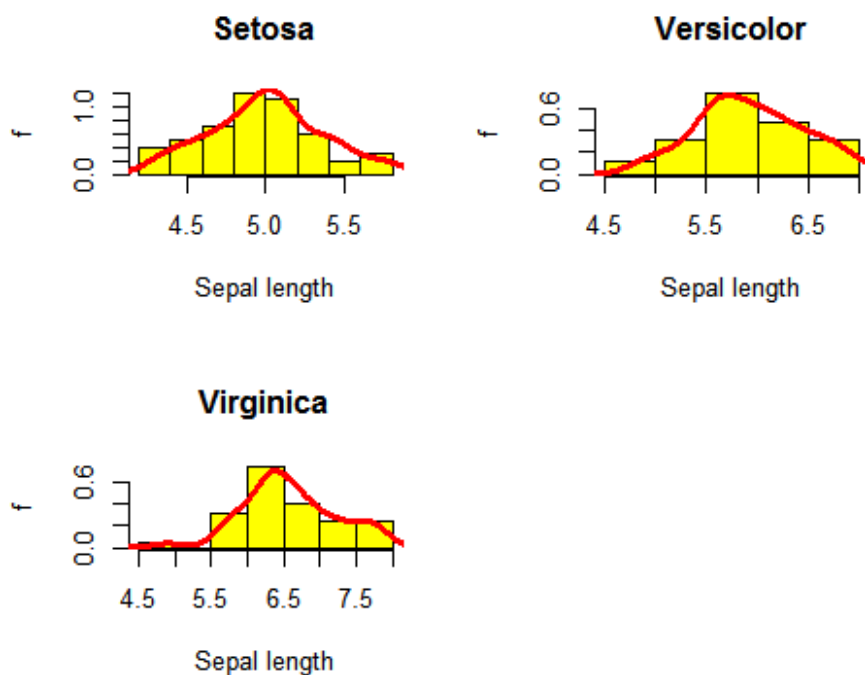 Setosa
f
0.0 1.0
4.5 5.0 5.5
Sepal length
Versicolor
f
0.0 0.6
4.5 5.5 6.5
Sepal length
Virginica
f
0.0 0.6
4.5 5.5 6.5 7.5
Sepal length